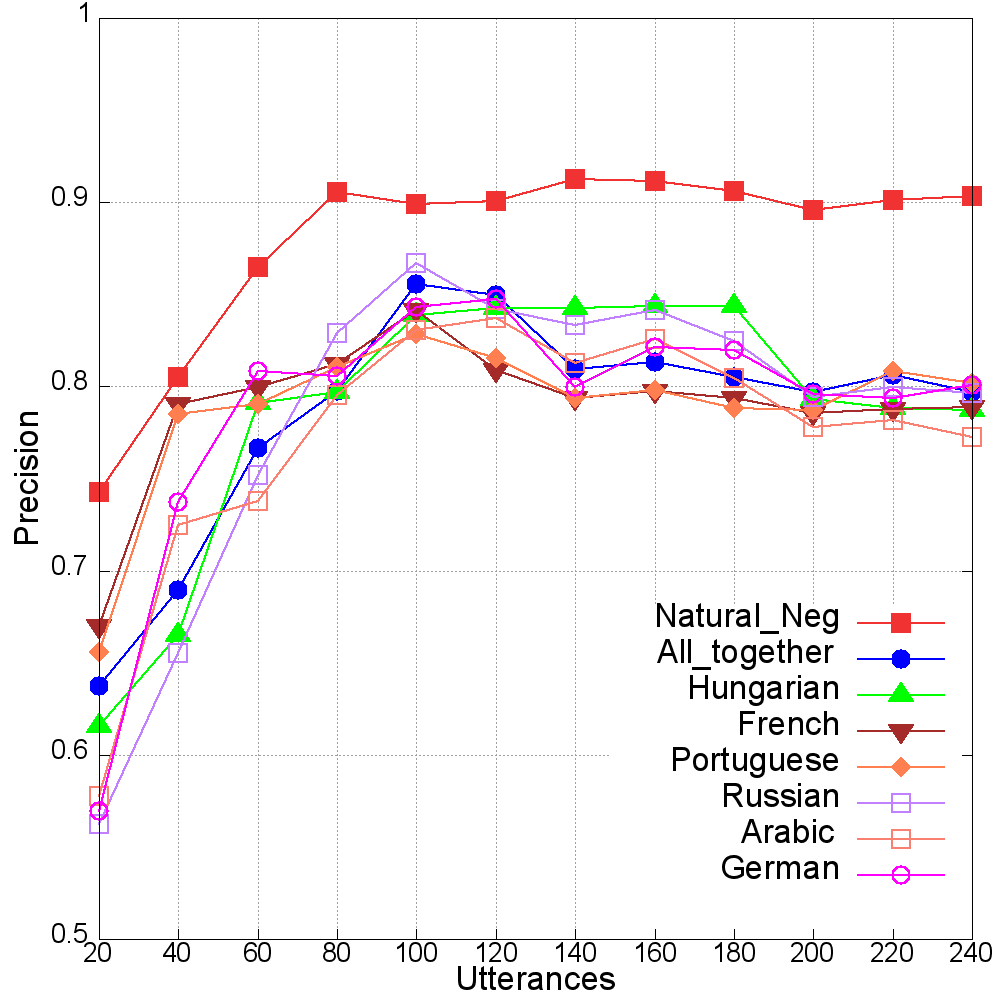 1
0.9
0.8
0.7
0.6
0.5
Precision
20 40 60 80 100 120 140 160 180 200 220 240
Utterances
Natural_Neg
All_together
Hungarian
French
Portuguese
Russian
Arabic
German